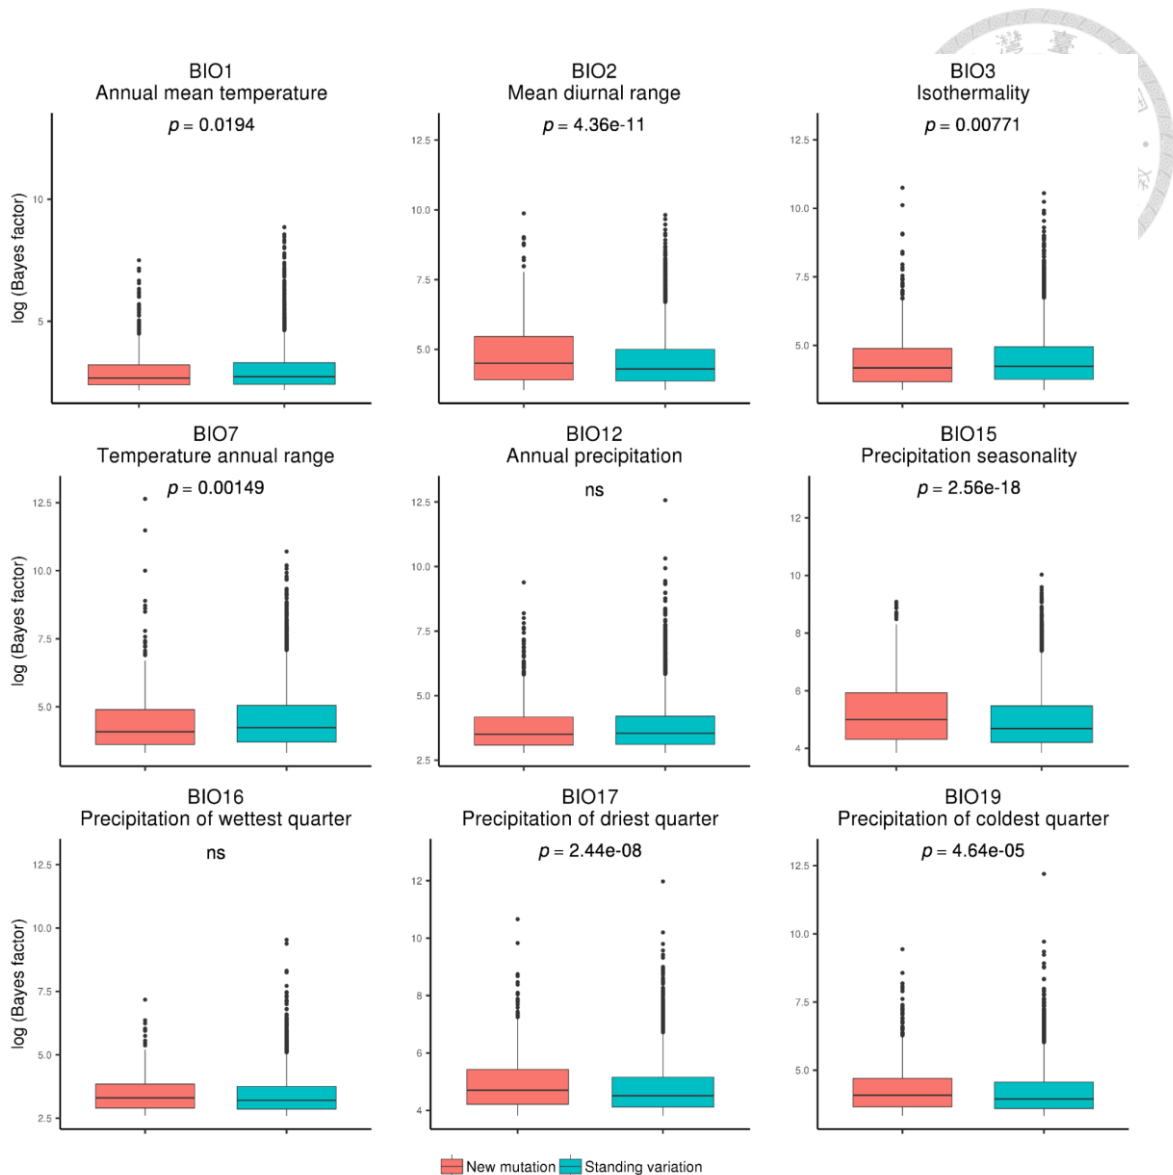 灣 臺
BIO1
Annual mean temperature
p = 0.0194
BIO2
Mean diurnal range
p = 4.36e-11
BIO3
Isothermality
p = 0.00771
log (Bayes factor)
10
5
12.5
10.0
7.5
5.0
12.5
10.0
7.5
5.0
BIO7
Temperature annual range
p = 0.00149
BIO12
Annual precipitation
ns
BIO15
Precipitation seasonality
p = 2.56e-18
log (Bayes factor)
12.5
10.0
7.5
5.0
12.5
10.0
7.5
5.0
2.5
12
10
8
6
4
BIO16
Precipitation of wettest quarter
ns
BIO17
Precipitation of driest quarter
p = 2.44e-08
BIO19
Precipitation of coldest quarter
p = 4.64e-05
log (Bayes factor)
12.5
10.0
7.5
5.0
2.5
12
10
8
6
4
12.5
10.0
7.5
5.0
New mutation
Standing variation